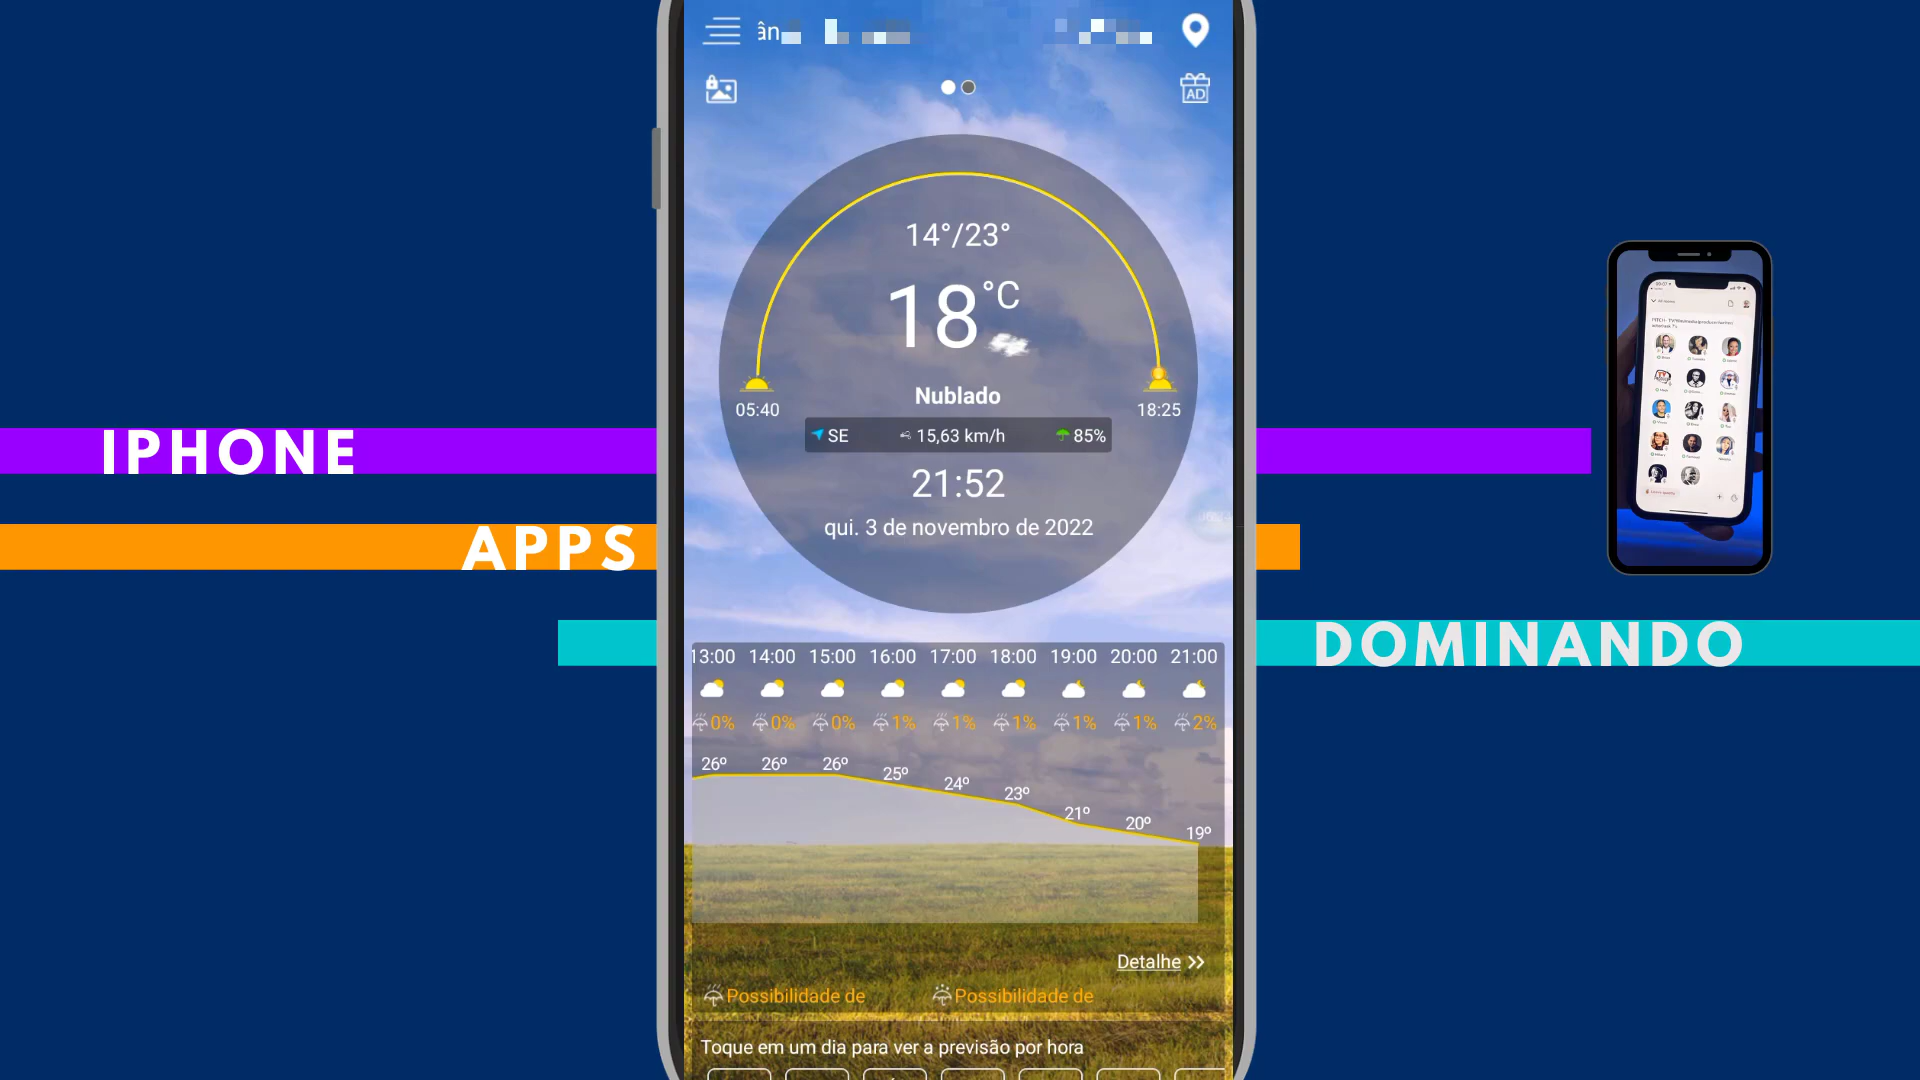 ân
AD
14°/23°
18°C
Nublado
05:40
18:25
SE 15,63 km/h 85%
21:52
qui. 3 de novembro de 2022
IPHONE
APPS
DOMINANDO
13:00 14:00 15:00 16:00 17:00 18:00 19:00 20:00 21:00
0% 0% 0% 1% 1% 1% 1% 1% 2%
26º 26º 26º 25º 24º 23º 21º 20º 19º
Detalhe
Possibilidade de Possibilidade de
Toque em um dia para ver a previsão por hora